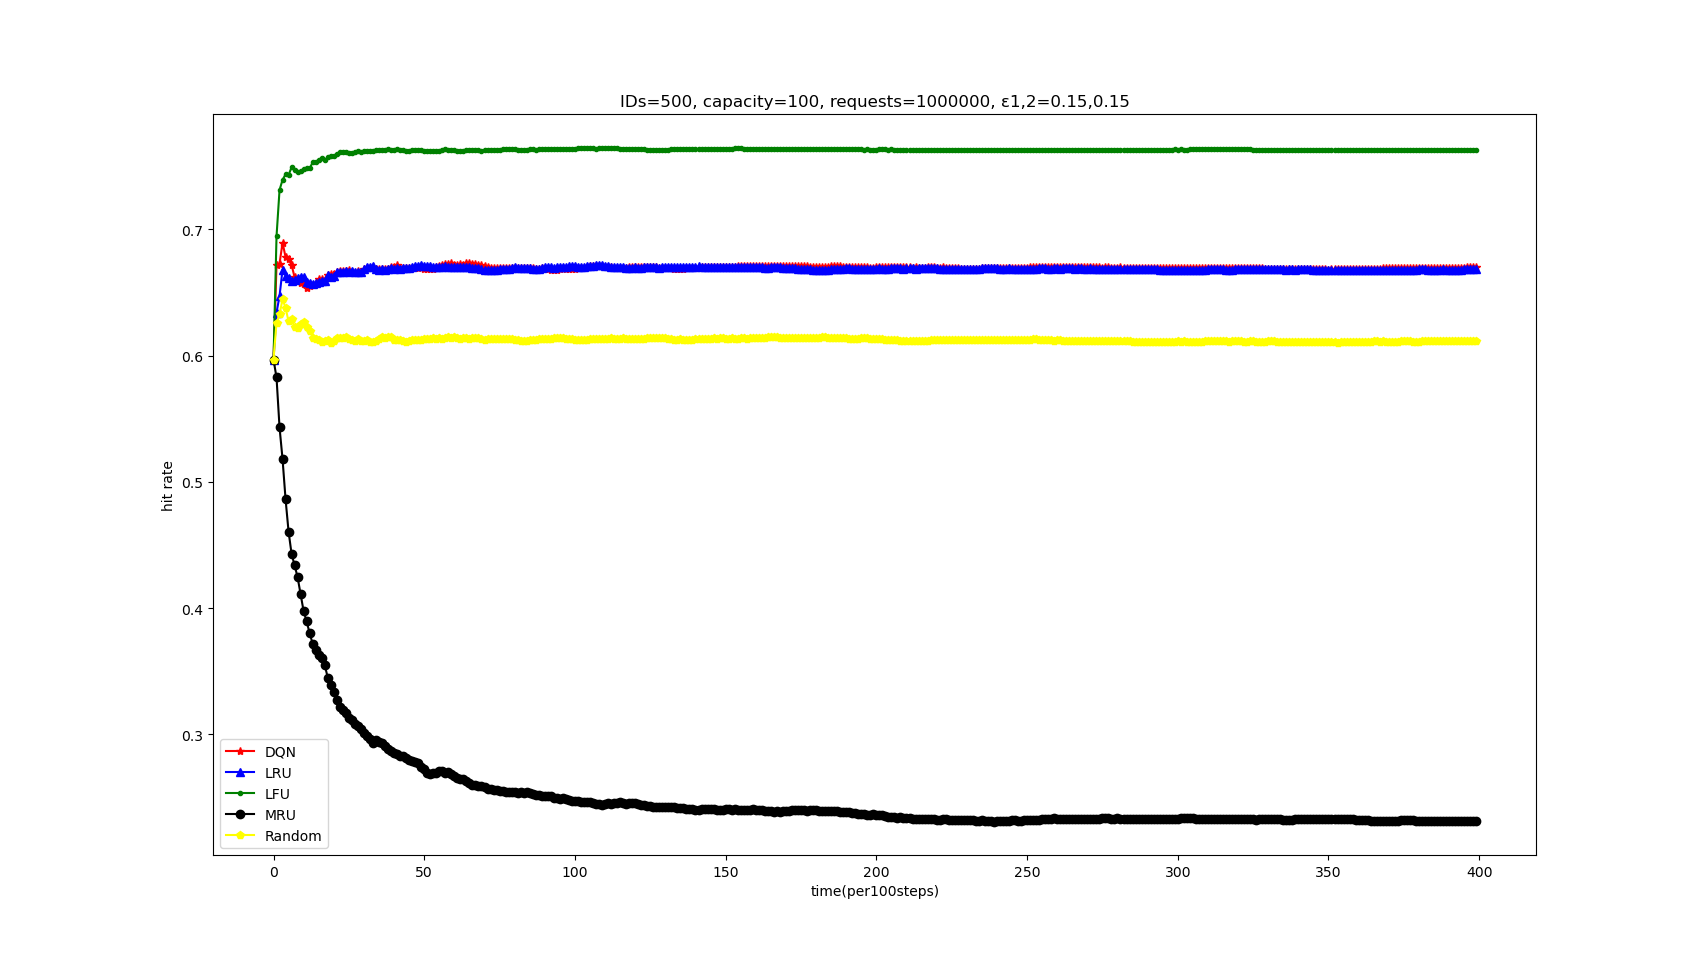 IDs=500, capacity=100, requests=1000000, ε1,2=0.15,0.15
hit rate
0.7
0.6
0.5
0.4
0.3
DQN
LRU
LFU
MRU
Random
0 50 100 150 200 250 300 350 400
time(per100steps)